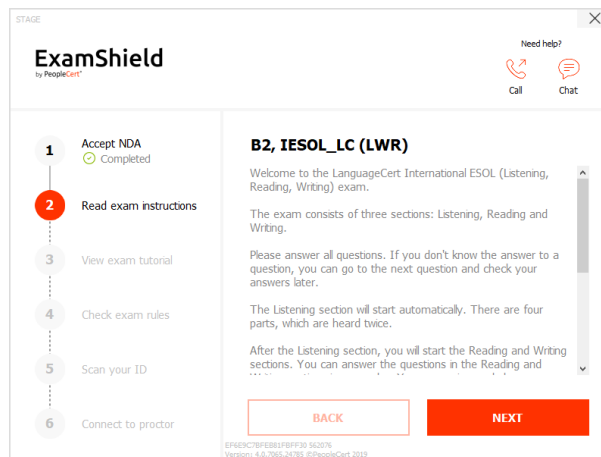 STAGE
ExamShield
by PeopleCert
Need help?
Call
Chat
1
Accept NDA
Completed
2
Read exam instructions
3
View exam tutorial
4
Check exam rules
5
Scan your ID
6
Connect to proctor
B2, IESOL_LC (LWR)
Welcome to the LanguageCert International ESOL (Listening,
Reading, Writing) exam.
The exam consists of three sections: Listening, Reading and
Writing.
Please answer all questions. If you don't know the answer to a
question, you can go to the next question and check your
answers later.
The Listening section will start automatically. There are four
parts, which are heard twice.
After the Listening section, you will start the Reading and Writing
sections. You can answer the questions in the Reading and
BACK
NEXT
EF6E9C7BFEB81FBFF30 562076
Version: 4.0.7065.24785 ©PeopleCert 2019